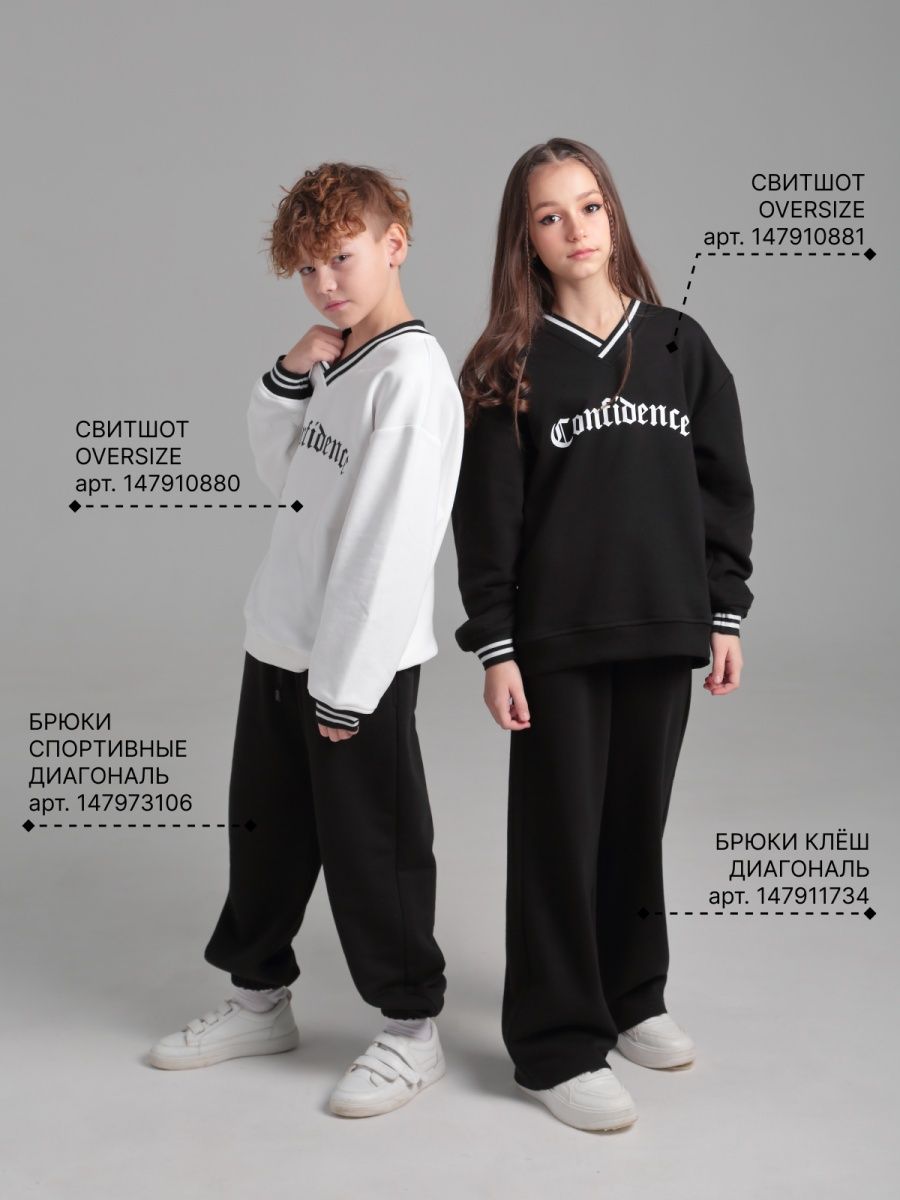 СВИТШОТ
OVERSIZE
арт. 147910881
Confidence
СВИТШОТ
OVERSIZE
арт. 147910880
БРЮКИ
СПОРТИВНЫЕ
ДИАГОНАЛЬ
арт. 147973106
БРЮКИ КЛЁШ
ДИАГОНАЛЬ
арт. 147911734